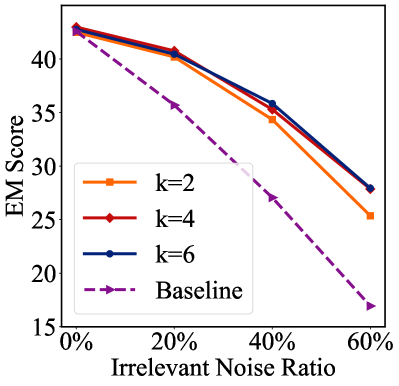 EM Score
40
35
30
25
20
15
k=2
k=4
k=6
Baseline
0% 20% 40% 60%
Irrelevant Noise Ratio